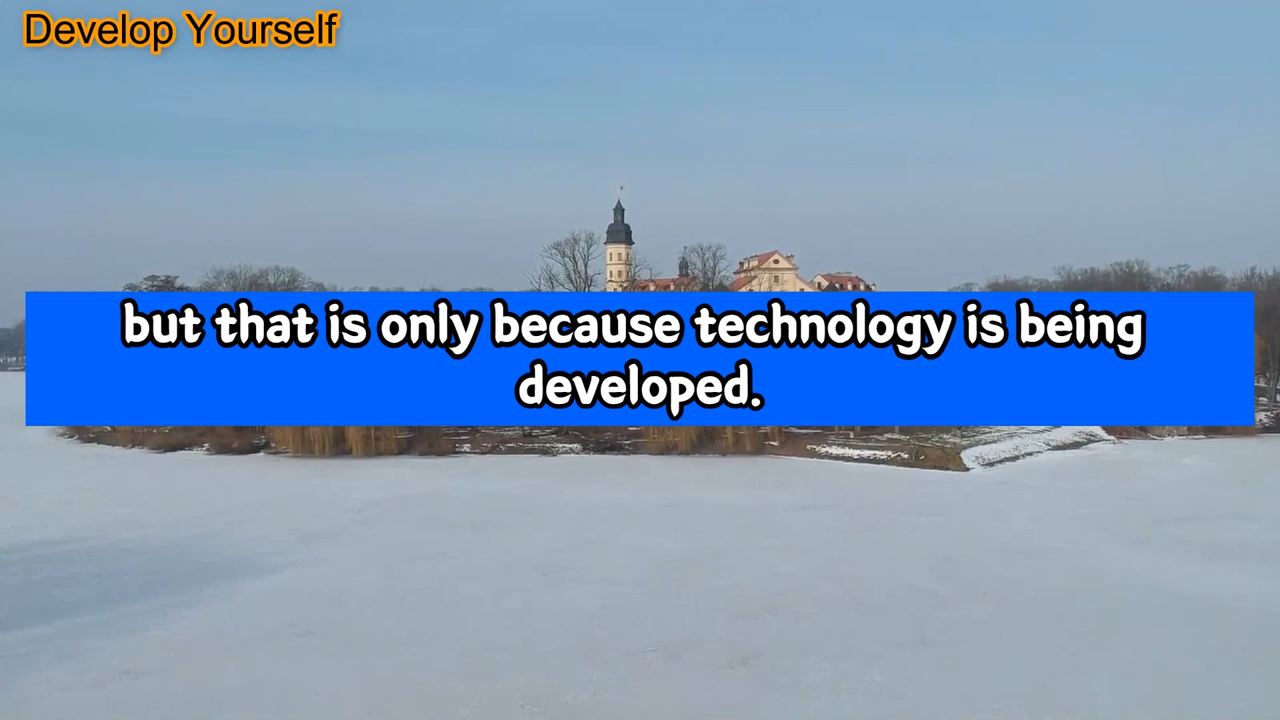 Develop Yourself
but that is only because technology is being
developed.